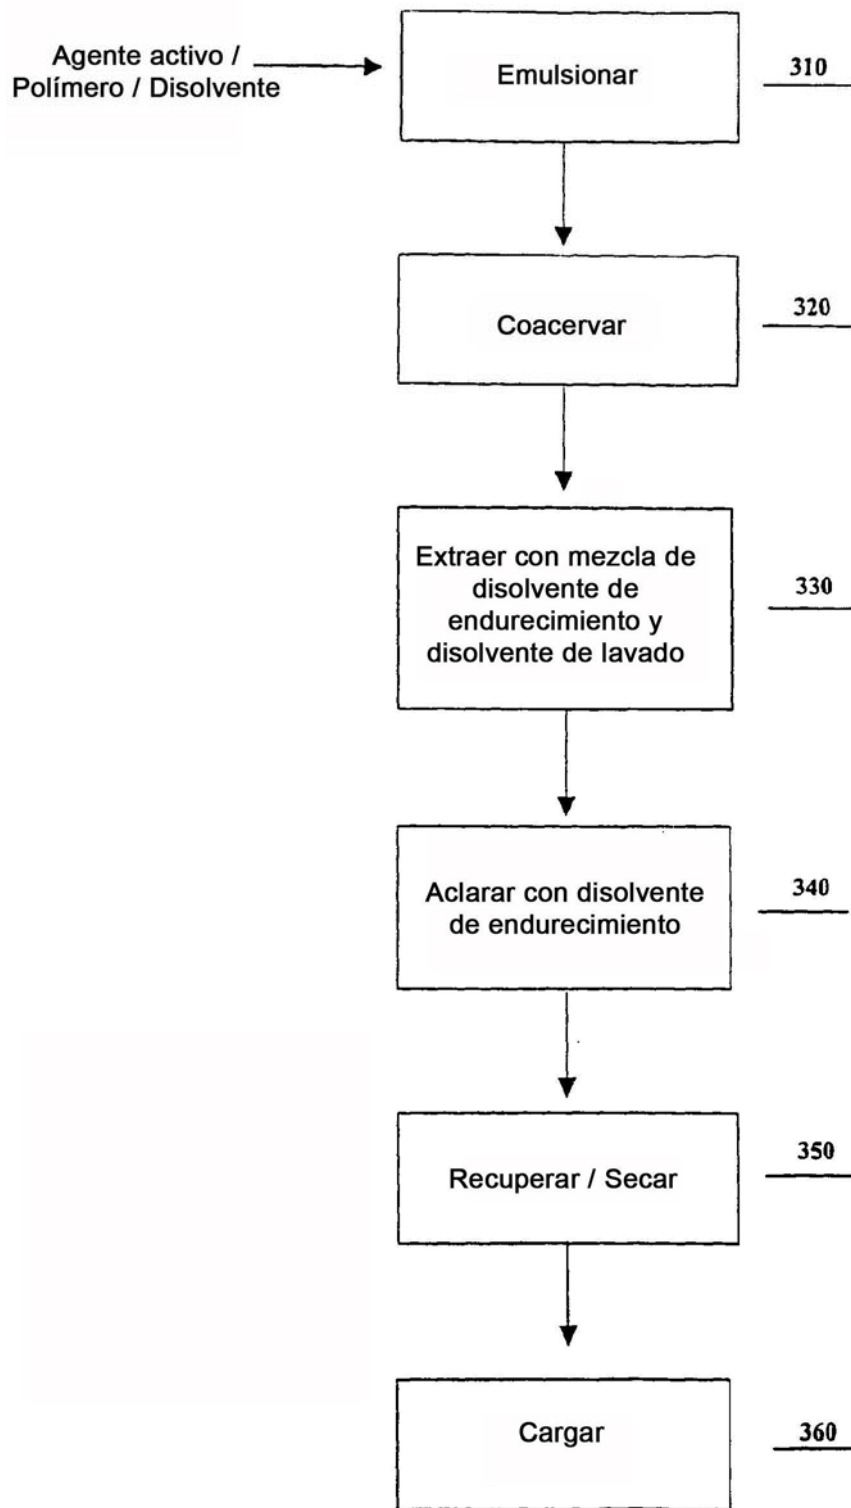 Agente activo /
Polímero / Disolvente
Emulsionar
310
Coacervar
320
Extraer con mezcla de
disolvente de
endurecimiento y
disolvente de lavado
330
Aclarar con disolvente
de endurecimiento
340
Recuperar / Secar
350
Cargar
360